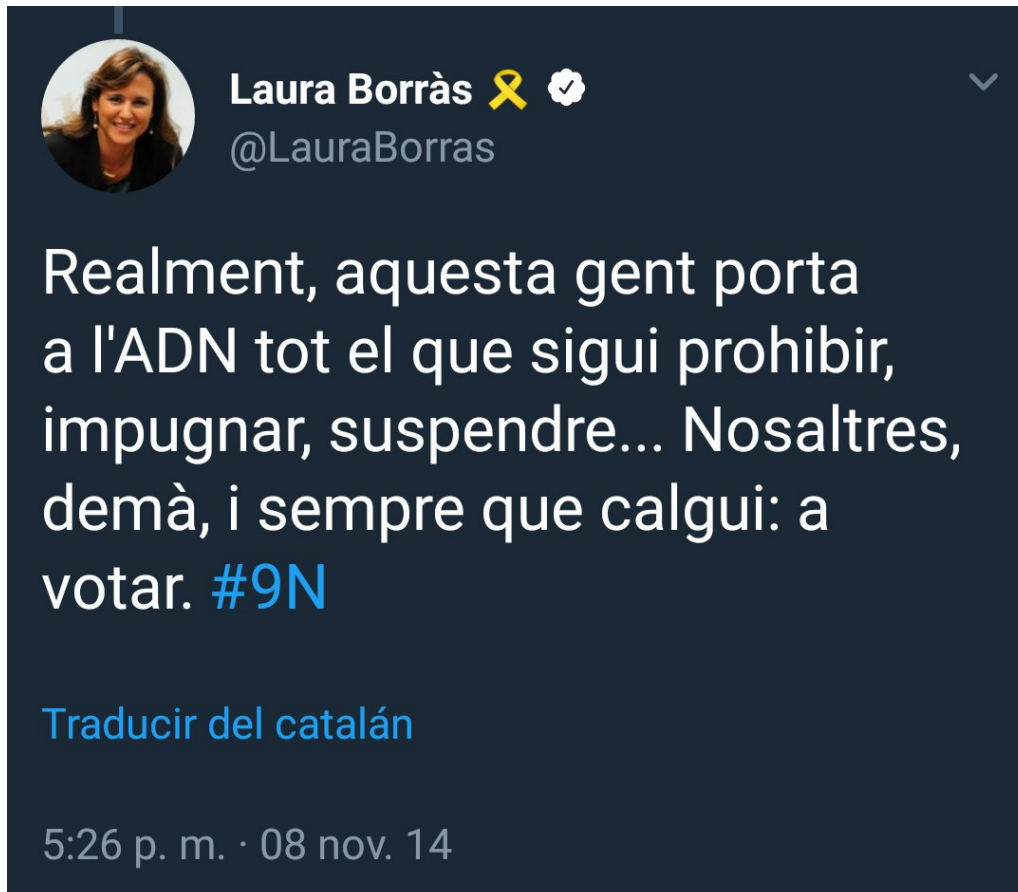 Laura Borràs 🎗
@LauraBorras
Realment, aquesta gent porta
a l'ADN tot el que sigui prohibir,
impugnar, suspendre... Nosaltres,
demà, i sempre que calgui: a
votar. #9N
Traducir del catalán
5:26 p. m. · 08 nov. 14